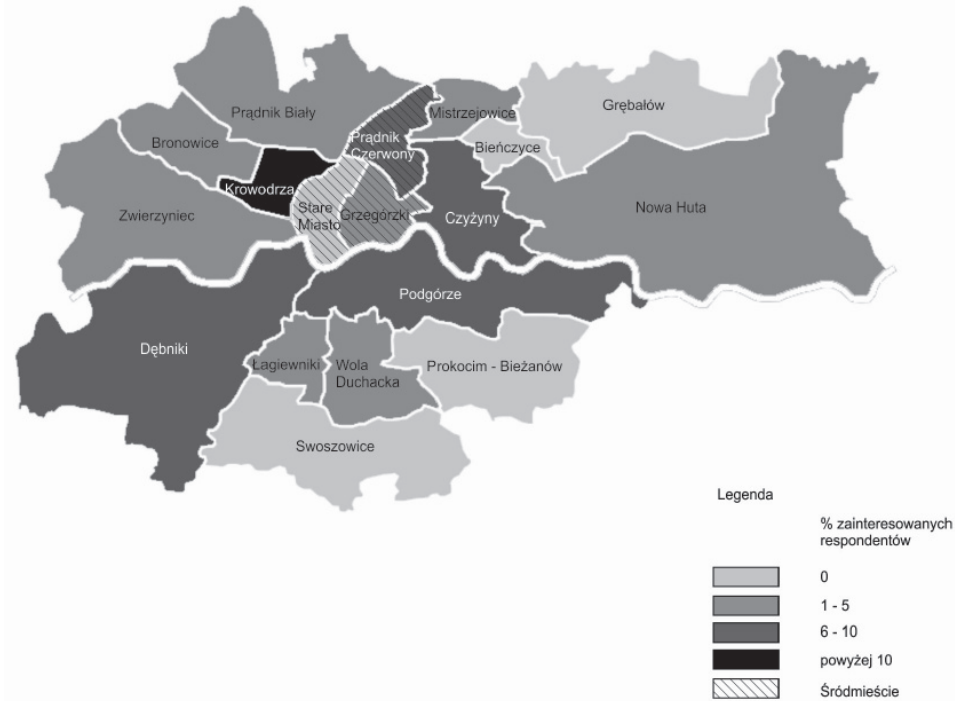 Prądnik Biały
Bronowice
Prądnik
Czerwony
Mistrzejowice
Grębałów
Bieńczyce
Krowodrza
Zwierzyniec
Stare
Miasto
Grzegórzki
Czyżyny
Nowa Huta
Podgórze
Dębniki
Łagiewniki
Wola
Duchacka
Prokocim - Bieżanów
Swoszowice
Legenda
% zainteresowanych
respondentów
0
1 - 5
6 - 10
powyżej 10
Śródmieście